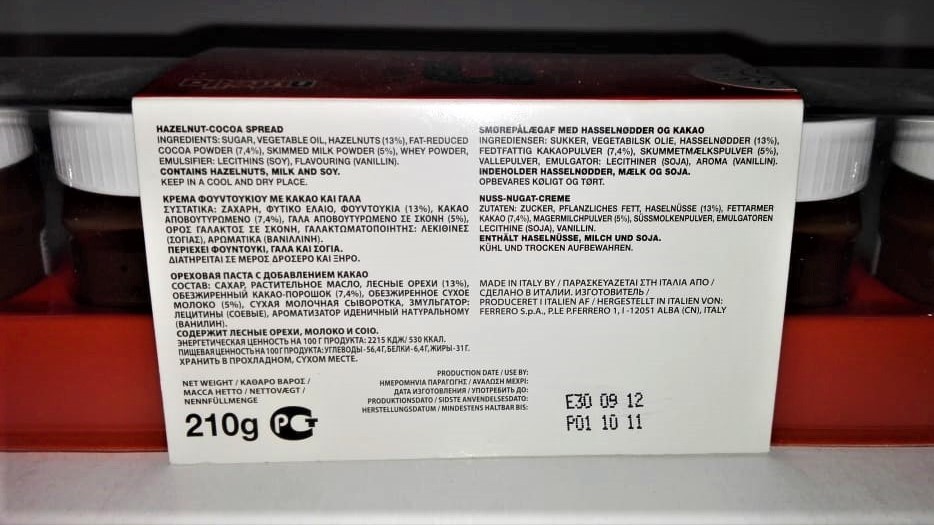 HAZELNUT-COCOA SPREAD
INGREDIENTS: SUGAR, VEGETABLE OIL, HAZELNUTS (13%), FAT-REDUCED
COCOA POWDER (7,4%), SKIMMED MILK POWDER (5%), WHEY POWDER,
EMULSIFIER: LECITHINS (SOY), FLAVOURING (VANILLIN).
CONTAINS HAZELNUTS, MILK AND SOY.
KEEP IN A COOL AND DRY PLACE.
ΚΡΕΜΑ ΦΟΥΝΤΟΥΚΙΟΥ ΜΕ ΚΑΚΑΟ ΚΑΙ ΓΑΛΑ
ΣΥΣΤΑΤΙΚΑ: ΖΑΧΑΡΗ, ΦΥΤΙΚΟ ΕΛΑΙΟ, ΦΟΥΝΤΟΥΚΙΑ (13%), ΚΑΚΑΟ
ΑΠΟΒΟΥΤΥΡΩΜΕΝΟ (7,4%), ΓΑΛΑ ΑΠΟΒΟΥΤΥΡΩΜΕΝΟ ΣΕ ΣΚΟΝΗ (5%),
ΟΡΟΣ ΓΑΛΑΚΤΟΣ ΣΕ ΣΚΟΝΗ, ΓΑΛΑΚΤΩΜΑΤΟΠΟΙΗΤΗΣ: ΛΕΚΙΘΙΝΕΣ
(ΣΟΓΙΑΣ), ΑΡΩΜΑΤΙΚΑ (ΒΑΝΙΛΛΙΝΗ).
ΠΕΡΙΕΧΕΙ ΦΟΥΝΤΟΥΚΙ, ΓΑΛΑ ΚΑΙ ΣΟΓΙΑ.
ΔΙΑΤΗΡΕΙΤΑΙ ΣΕ ΜΕΡΟΣ ΔΡΟΣΕΡΟ ΚΑΙ ΞΗΡΟ.
ОРЕХОВАЯ ПАСТА С ДОБАВЛЕНИЕМ КАКАО
СОСТАВ: САХАР, РАСТИТЕЛЬНОЕ МАСЛО, ЛЕСНЫЕ ОРЕХИ (13%),
ОБЕЗЖИРЕННЫЙ КАКАО-ПОРОШОК (7,4%), ОБЕЗЖИРЕННОЕ СУХОЕ
МОЛОКО (5%), СУХАЯ МОЛОЧНАЯ СЫВОРОТКА, ЭМУЛЬГАТОР:
ЛЕЦИТИНЫ (СОЕВЫЕ), АРОМАТИЗАТОР ИДЕНИЧНЫЙ НАТУРАЛЬНОМУ
(ВАНИЛИН).
СОДЕРЖИТ ЛЕСНЫЕ ОРЕХИ, МОЛОКО И СОЮ.
ЭНЕРГЕТИЧЕСКАЯ ЦЕННОСТЬ НА 100 Г ПРОДУКТА: 2215 КДЖ/ 530 ККАЛ.
ПИЩЕВАЯ ЦЕННОСТЬ НА 100 Г ПРОДУКТА: УГЛЕВОДЫ - 56,4Г, БЕЛКИ - 6,4Г, ЖИРЫ - 31Г.
ХРАНИТЬ В ПРОХЛАДНОМ, СУХОМ МЕСТЕ.
SMØREPÅLÆGAF MED HASSELNØDDER OG KAKAO
INGREDIENSER: SUKKER, VEGETABILSK OLIE, HASSELNØDDER (13%),
FEDTFATTIG KAKAOPULVER (7,4%), SKUMMETMÆLKSPULVER (5%),
VALLEPULVER, EMULGATOR: LECITHINER (SOJA), AROMA (VANILLIN).
INDEHOLDER HASSELNØDDER, MÆLK OG SOJA.
OPBEVARES KØLIGT OG TØRT.
NUSS-NUGAT-CREME
ZUTATEN: ZUCKER, PFLANZLICHES FETT, HASELNÜSSE (13%), FETTARMER
KAKAO (7,4%), MAGERMILCHPULVER (5%), SÜSSMOLKENPULVER, EMULGATOREN
LECITHINE (SOJA), VANILLIN.
ENTHÄLT HASELNÜSSE, MILCH UND SOJA.
KÜHL UND TROCKEN AUFBEWAHREN.
MADE IN ITALY BY / ΠΑΡΑΣΚΕΥΑΖΕΤΑΙ ΣΤΗ ΙΤΑΛΙΑ ΑΠΟ /
СДЕЛАНО В ИТАЛИИ. ИЗГОТОВИТЕЛЬ /
PRODUCERET I ITALIEN AF / HERGESTELLT IN ITALIEN VON:
FERRERO S.p.A., P.LE P.FERRERO 1, I -12051 ALBA (CN), ITALY
NET WEIGHT / ΚΑΘΑΡΟ ΒΑΡΟΣ /
МАССА НЕТТО / NETTOVÆGT /
NENNFÜLLMENGE
210g
PRODUCTION DATE / USE BY:
ΗΜΕΡΟΜΗΝΙΑ ΠΑΡΑΓΩΓΗΣ / ΑΝΑΛΩΣΗ ΜΕΧΡΙ:
ДАТА ИЗГОТОВЛЕНИЯ / УПОТРЕБИТЬ ДО:
PRODUKTIONSDATO / SIDSTE ANVENDELSESDATO:
HERSTELLUNGSDATUM / MINDESTENS HALTBAR BIS:
E30 09 12
P01 10 11